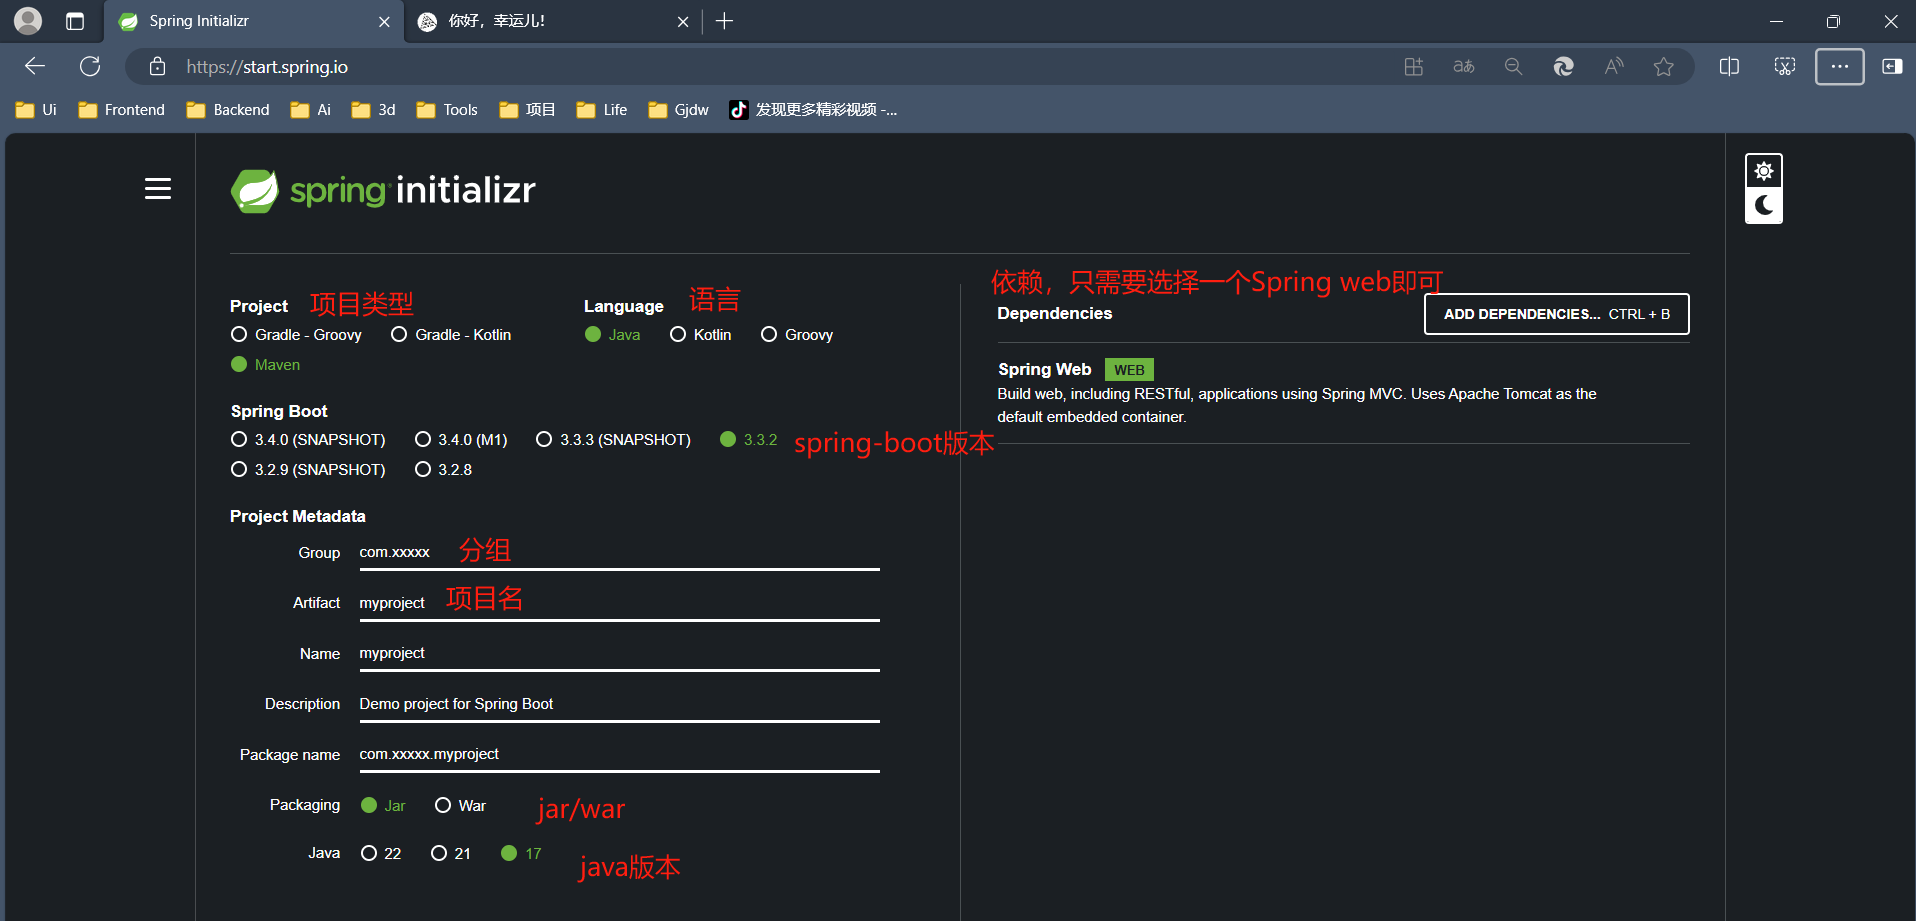 Spring Initializr
你好，幸运儿！
https://start.spring.io
Ui Frontend Backend Ai 3d Tools 项目 Life Gjdw 发现更多精彩视频 -...
spring initializr
依赖，只需要选择一个Spring web即可
Project 项目类型
Gradle - Groovy Gradle - Kotlin
Maven
Language 语言
Java Kotlin Groovy
Spring Boot
3.4.0 (SNAPSHOT) 3.4.0 (M1) 3.3.3 (SNAPSHOT) 3.3.2 spring-boot版本
3.2.9 (SNAPSHOT) 3.2.8
Project Metadata
Group com.xxxxx 分组
Artifact myproject 项目名
Name myproject
Description Demo project for Spring Boot
Package name com.xxxxx.myproject
Packaging Jar War jar/war
Java 22 21 17 java版本
Dependencies ADD DEPENDENCIES... CTRL + B
Spring Web WEB
Build web, including RESTful, applications using Spring MVC. Uses Apache Tomcat as the
default embedded container.